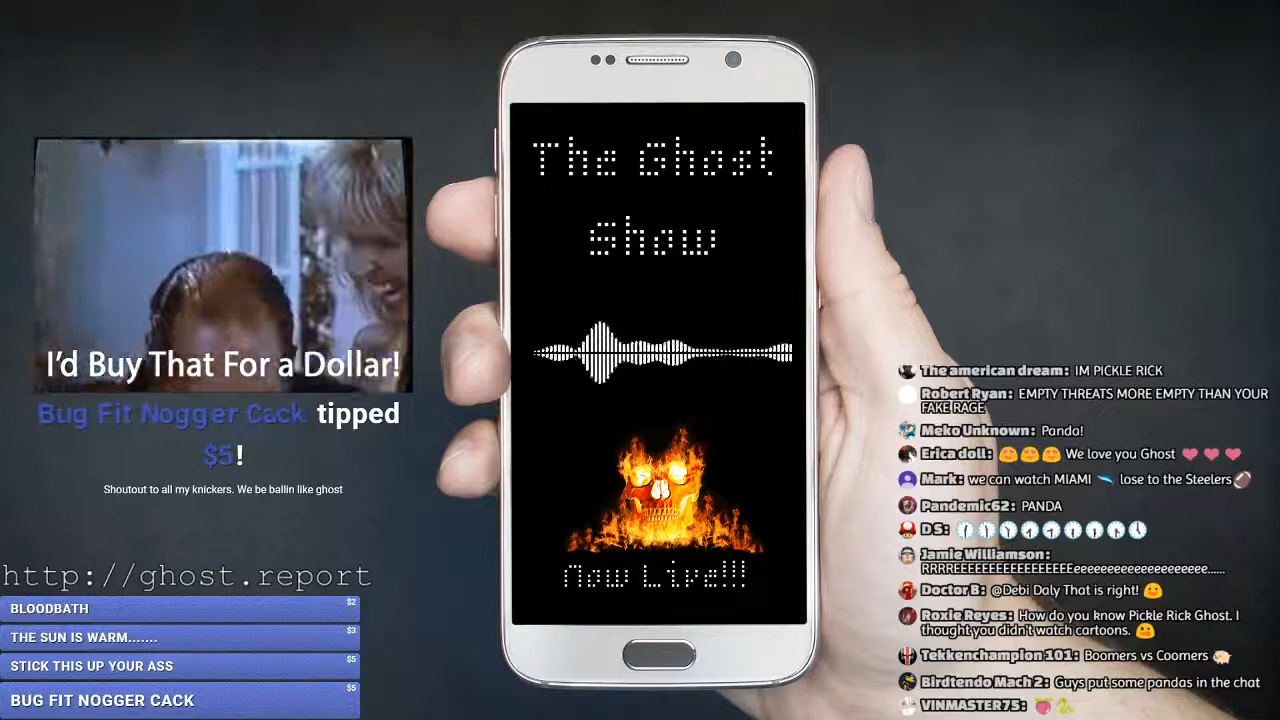 The Ghost
Show
Now Live!!!
I'd Buy That For a Dollar!
Bug Fit Nogger Cack tipped
$5!
Shoutout to all my knickers. We be ballin like ghost
http://ghost.report
BLOODBATH $2
THE SUN IS WARM....... $3
STICK THIS UP YOUR ASS $5
BUG FIT NOGGER CACK $5
The american dream: IM PICKLE RICK
Robert Ryan: EMPTY THREATS MORE EMPTY THAN YOUR
FAKE RAGE
Meko Unknown: Panda!
Erica doll: 😍 😍 😍 We love you Ghost ❤ ❤ ❤
Mark: we can watch MIAMI 🐬 lose to the Steelers🏈
Pandemic62: PANDA
D S: 🕧🕦🕥🕢🕣🕖🕠🕟🕔
Jamie Williamson:
RRRREEEEEEEEEEEEEEEEEeeeeeeeeeeeeeeeeeeee......
Doctor B: @Debi Daly That is right! 😛
Roxie Reyes: How do you know Pickle Rick Ghost. I
thought you didn't watch cartoons. 😛
Tekkenchampion 101: Boomers vs Coomers 🐡
Birdtendo Mach 2: Guys put some pandas in the chat
VINMASTER75: 🍑 🐍